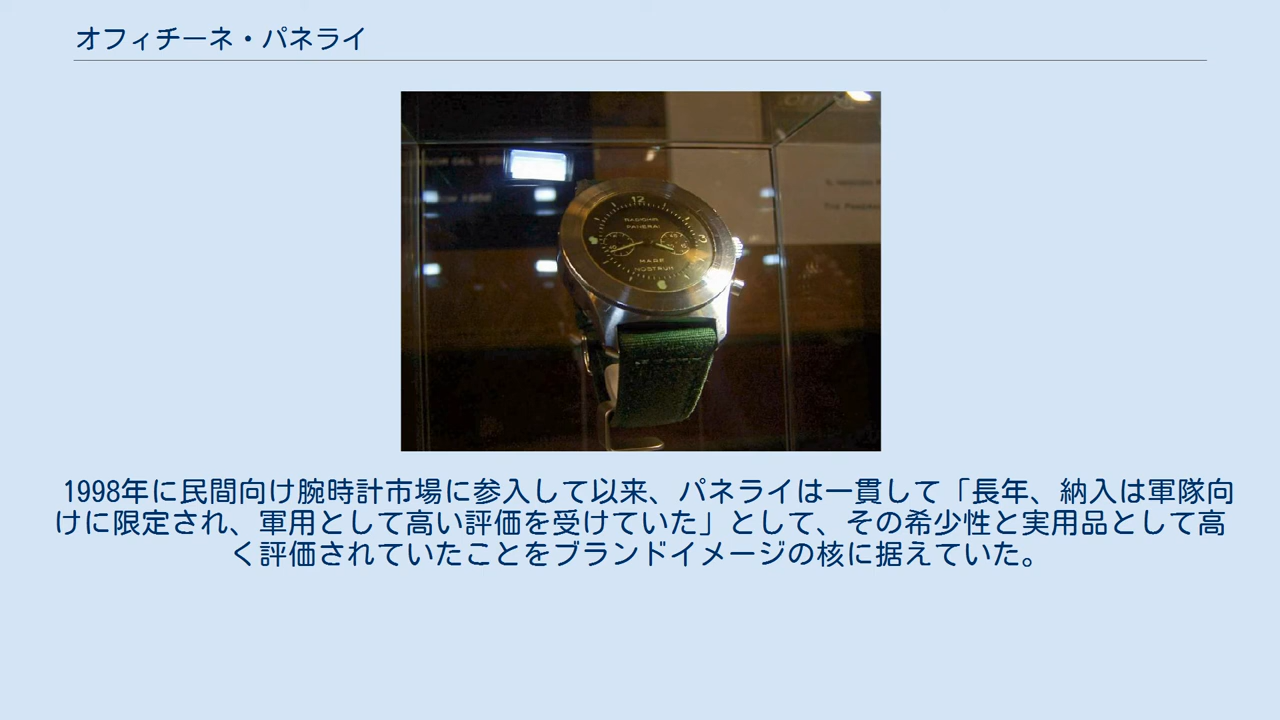 オフィチーネ・パネライ
12
RADIOMIR
PANERAI
MARE
NOSTRUM
1998年に民間向け腕時計市場に参入して以来、パネライは一貫して「長年、納入は軍隊向
けに限定され、軍用として高い評価を受けていた」として、その希少性と実用品として高
く評価されていたことをブランドイメージの核に据えていた。